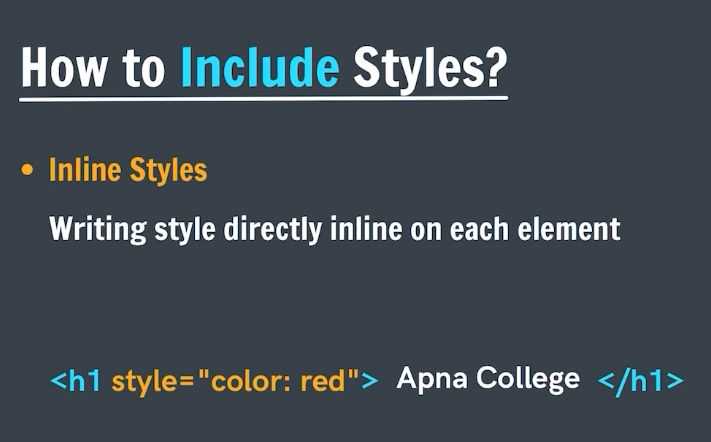 How to Include Styles?
• Inline Styles
Writing style directly inline on each element
<h1 style="color: red"> Apna College </h1>